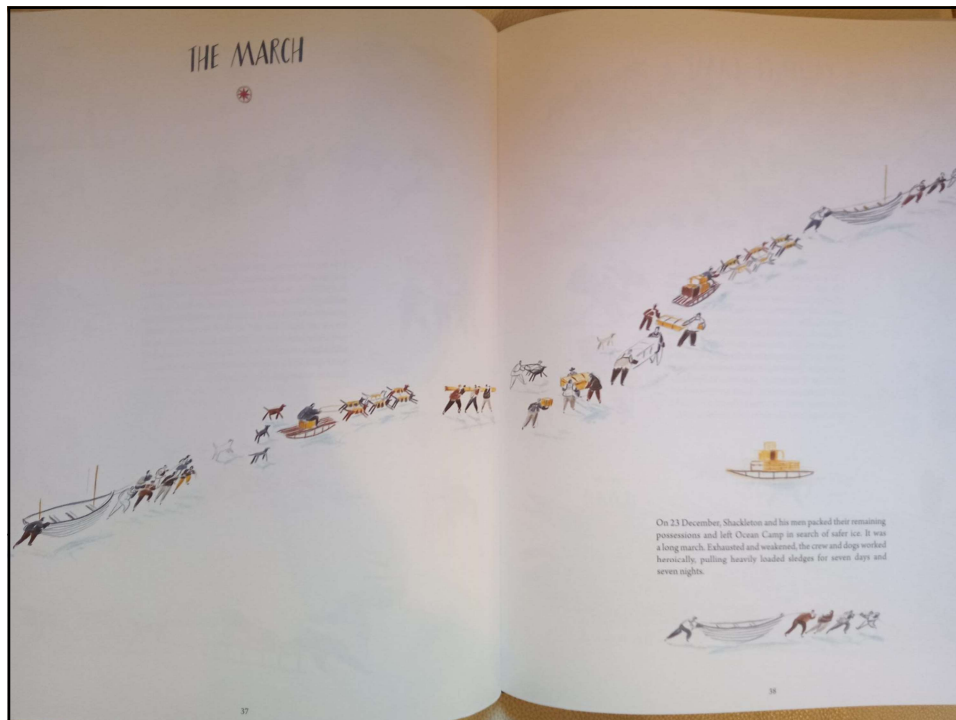 THE MARCH
On 23 December, Shackleton and his men packed their remaining
possessions and left Ocean Camp in search of safer ice. It was
a long march. Exhausted and weakened, the crew and dogs worked
heroically, pulling heavily loaded sledges for seven days and
seven nights.
37
38